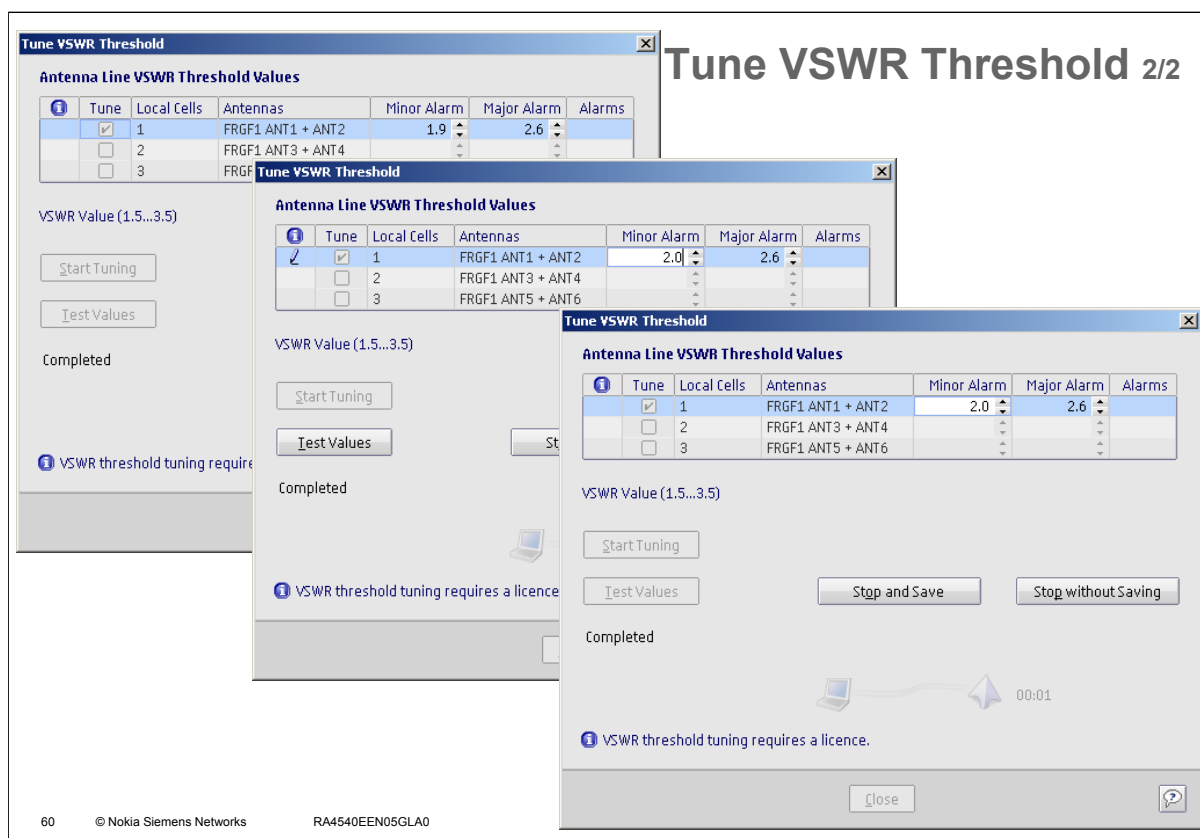 Tune VSWR Threshold 2/2
Tune VSWR Threshold
Antenna Line VSWR Threshold Values
Tune Local Cells Antennas Minor Alarm Major Alarm Alarms
1 FRGF1 ANT1 + ANT2 1.9 2.6
2 FRGF1 ANT3 + ANT4
3 FRGF
VSWR Value (1.5...3.5)
Start Tuning
Test Values
Completed
VSWR threshold tuning require
Tune VSWR Threshold
Antenna Line VSWR Threshold Values
Tune Local Cells Antennas Minor Alarm Major Alarm Alarms
1 FRGF1 ANT1 + ANT2 2.0 2.6
2 FRGF1 ANT3 + ANT4
3 FRGF1 ANT5 + ANT6
VSWR Value (1.5...3.5)
Start Tuning
Test Values St
Completed
VSWR threshold tuning requires a licence
Tune VSWR Threshold
Antenna Line VSWR Threshold Values
Tune Local Cells Antennas Minor Alarm Major Alarm Alarms
1 FRGF1 ANT1 + ANT2 2.0 2.6
2 FRGF1 ANT3 + ANT4
3 FRGF1 ANT5 + ANT6
VSWR Value (1.5...3.5)
Start Tuning
Test Values Stop and Save Stop without Saving
Completed
00:01
VSWR threshold tuning requires a licence.
Close
60 © Nokia Siemens Networks RA4540EEN05GLA0